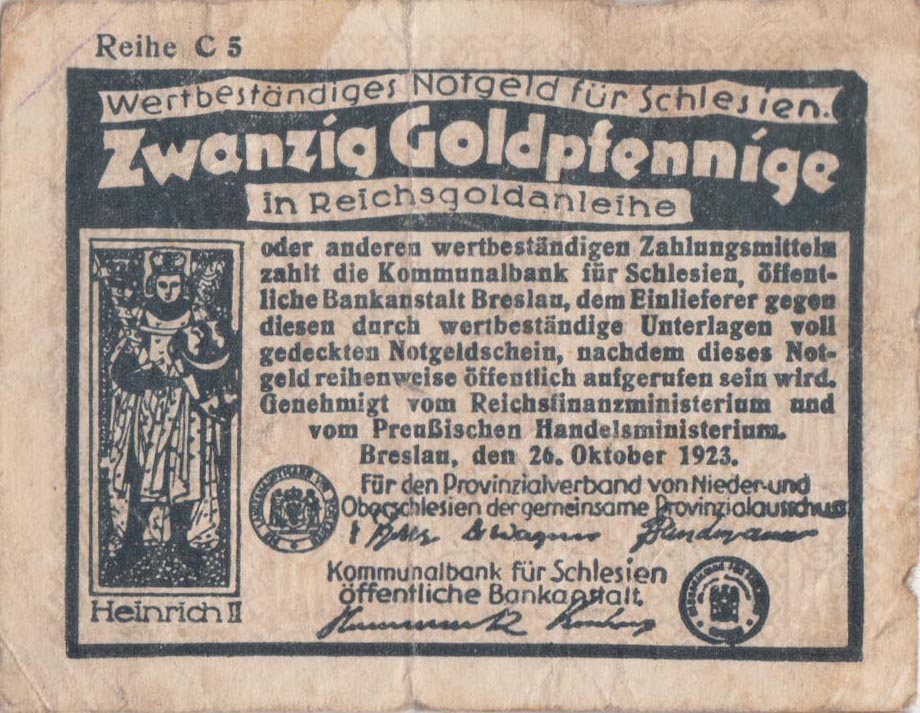 Reihe C 5
Wertbeständiges Notgeld für Schlesien.
Zwanzig Goldpfennige
in Reichsgoldanleihe
oder anderen wertbeständigen Zahlungsmitteln
zahlt die Kommunalbank für Schlesien, öffent-
liche Bankanstalt Breslau, dem Einlieferer gegen
diesen durch wertbeständige Unterlagen voll
gedeckten Notgeldschein, nachdem dieses Not-
geld reihenweise öffentlich aufgerufen sein wird.
Genehmigt vom Reichsfinanzministerium und
vom Preußischen Handelsministerium.
Breslau, den 26. Oktober 1923.
Für den Provinzialverband von Nieder-und
Oberschlesien der gemeinsame Provinzialausschuss
Kommunalbank für Schlesien
öffentliche Bankanstalt.
Heinrich II